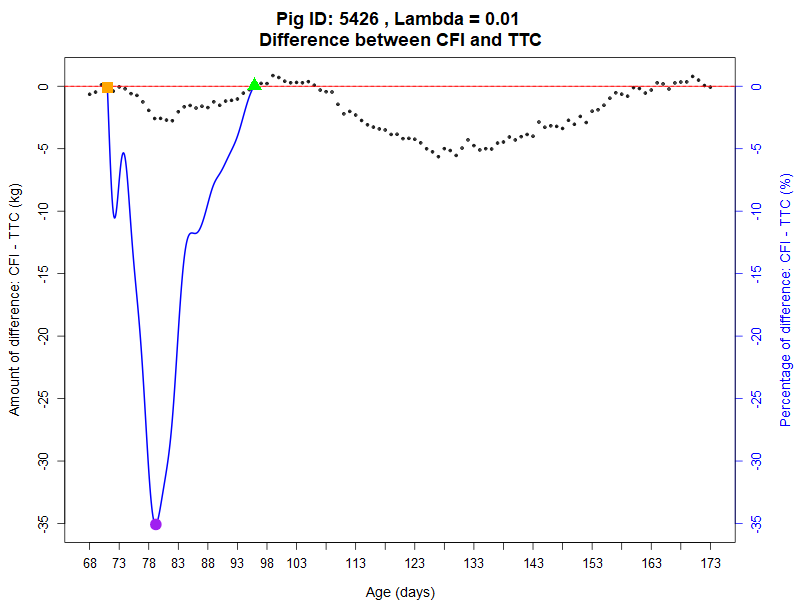 Pig ID: 5426 , Lambda = 0.01
Difference between CFI and TTC
Amount of difference: CFI - TTC (kg)
0
-5
-10
-15
-20
-25
-30
-35
0
-5
-10
-15
-20
-25
-30
-35
Percentage of difference: CFI - TTC (%)
68 73 78 83 88 93 98 103 113 123 133 143 153 163 173
Age (days)